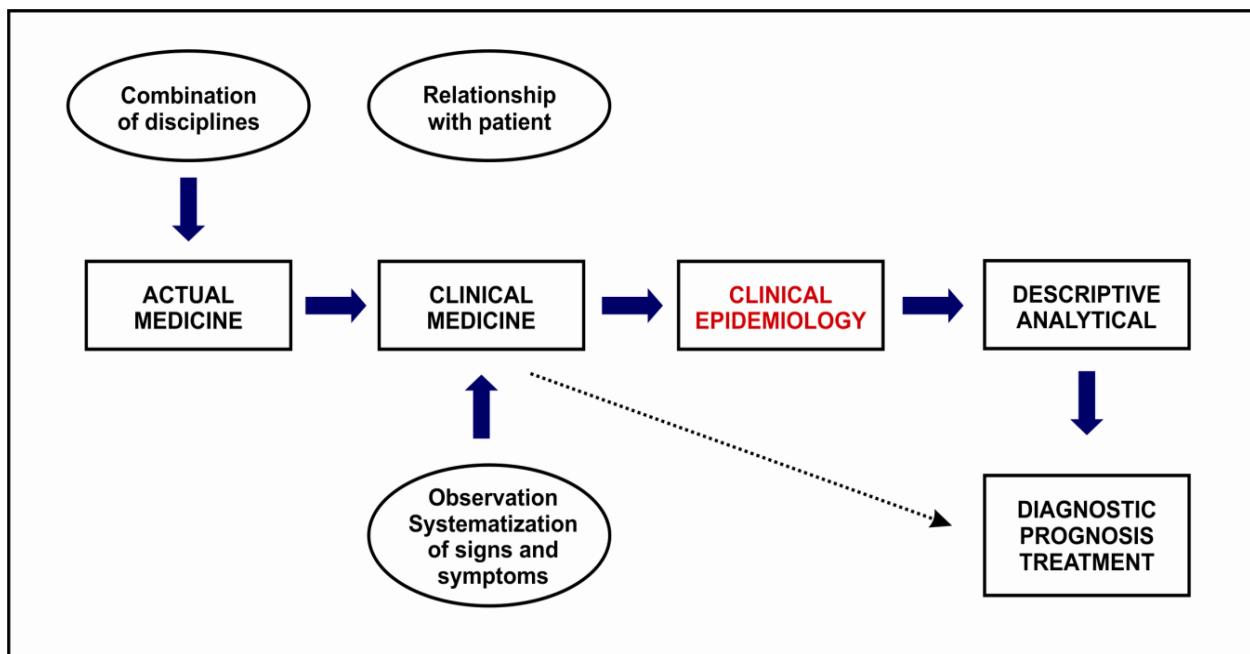 Combination
of disciplines
Relationship
with patient
ACTUAL
MEDICINE
CLINICAL
MEDICINE
CLINICAL
EPIDEMIOLOGY
DESCRIPTIVE
ANALYTICAL
Observation
Systematization
of signs and
symptoms
DIAGNOSTIC
PROGNOSIS
TREATMENT